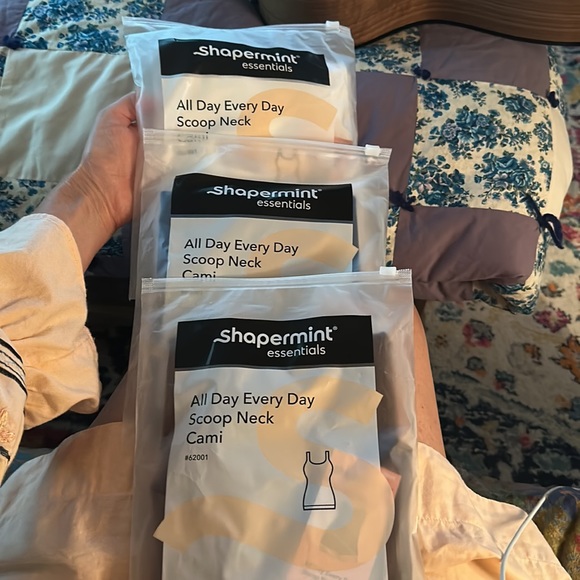 shapermint®
essentials
All Day Every Day
Scoop Neck
Cami
shapermint®
essentials
All Day Every Day
Scoop Neck
Cami
shapermint®
essentials
All Day Every Day
Scoop Neck
Cami
#62001